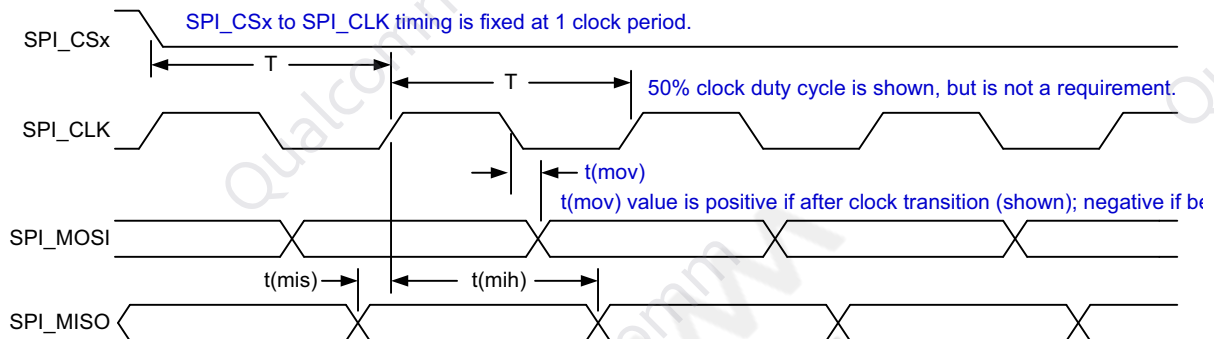 SPI_CSx
SPI_CSx to SPI_CLK timing is fixed at 1 clock period.
T
T
50% clock duty cycle is shown, but is not a requirement.
SPI_CLK
t(mov)
t(mov) value is positive if after clock transition (shown); negative if
SPI_MOSI
t(mis)
t(mih)
SPI_MISO
Qualcomm